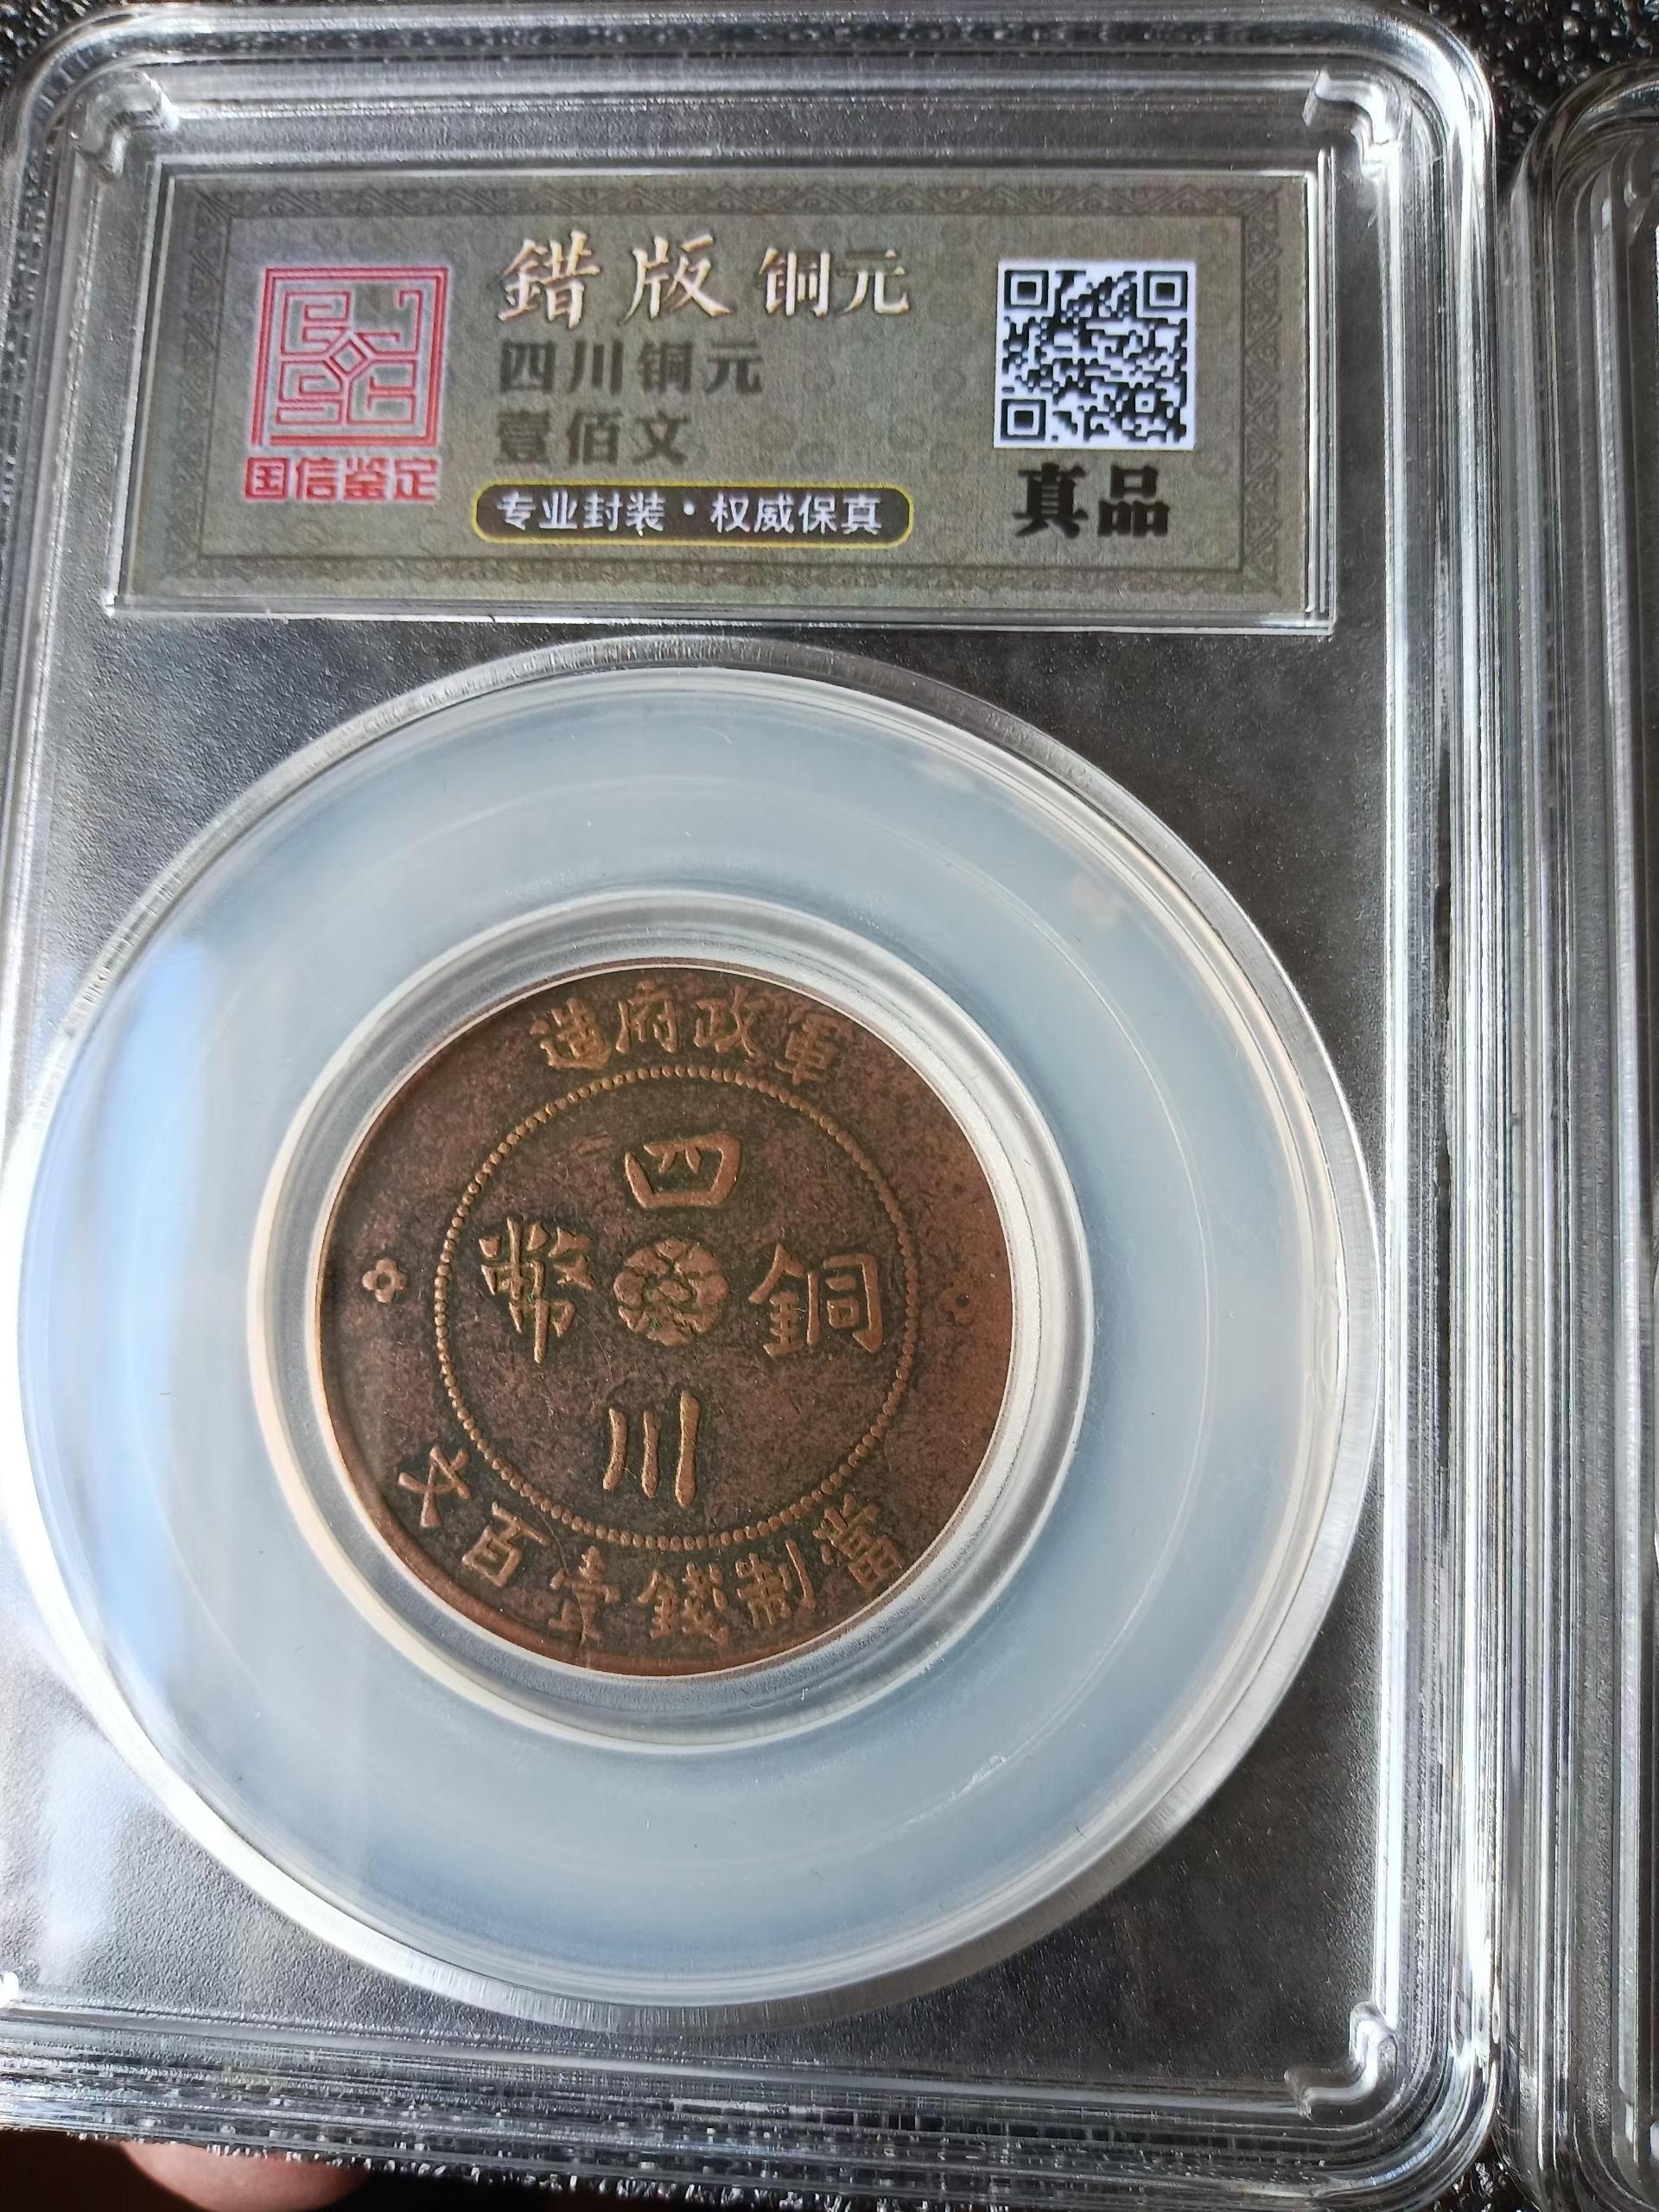 錯版 铜元
四川铜元
壹佰文
专业封装·权威保真
国信鉴定
真品
軍政府造
四川
銅幣
當制錢壹百文